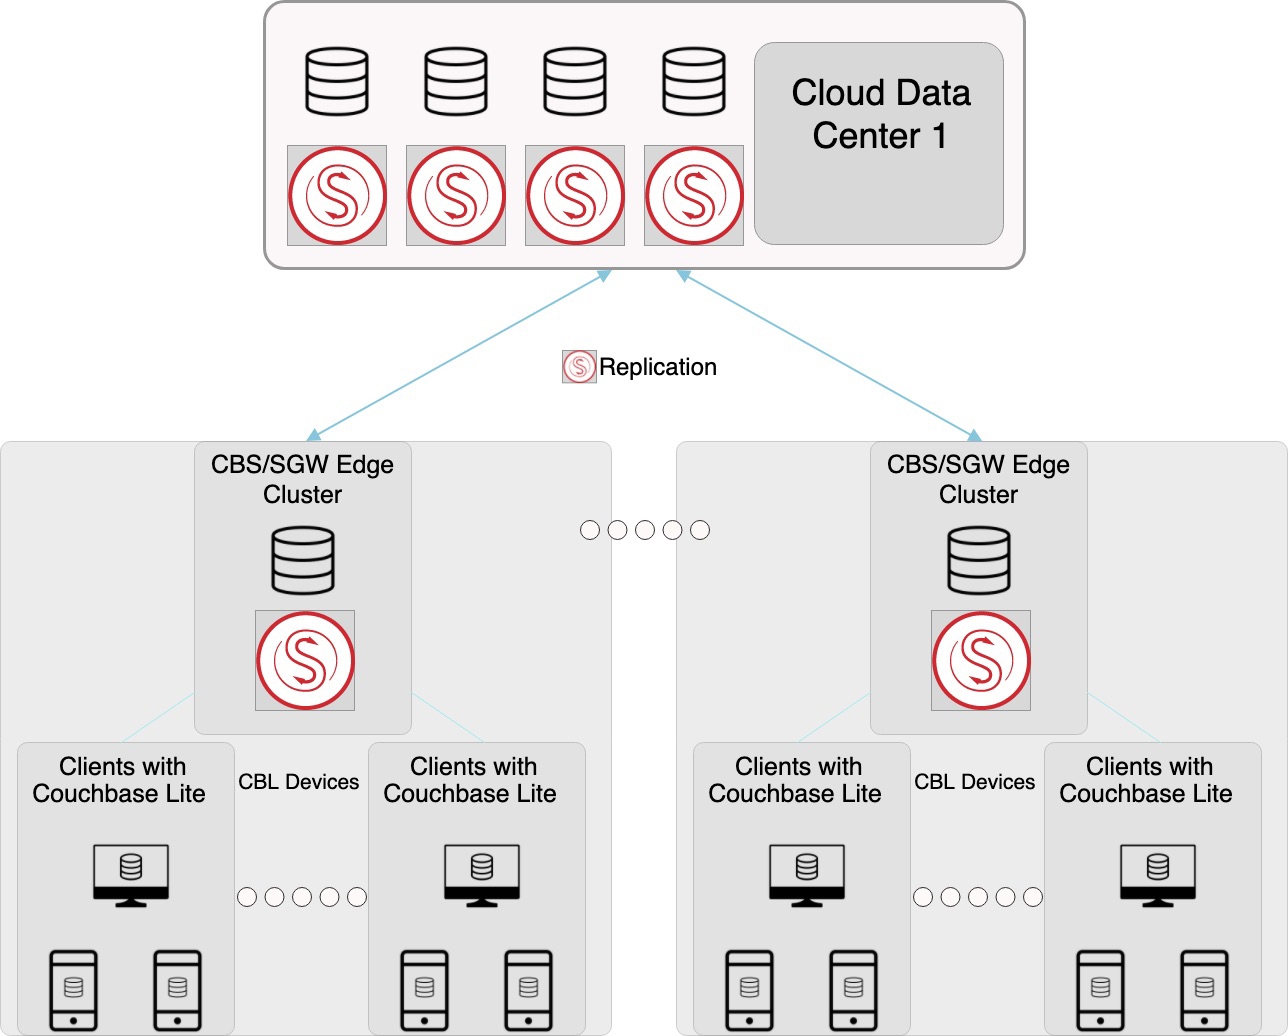 Cloud Data
Center 1
Replication
CBS/SGW Edge
Cluster
CBS/SGW Edge
Cluster
Clients with
Couchbase Lite
CBL Devices
Clients with
Couchbase Lite
Clients with
Couchbase Lite
CBL Devices
Clients with
Couchbase Lite